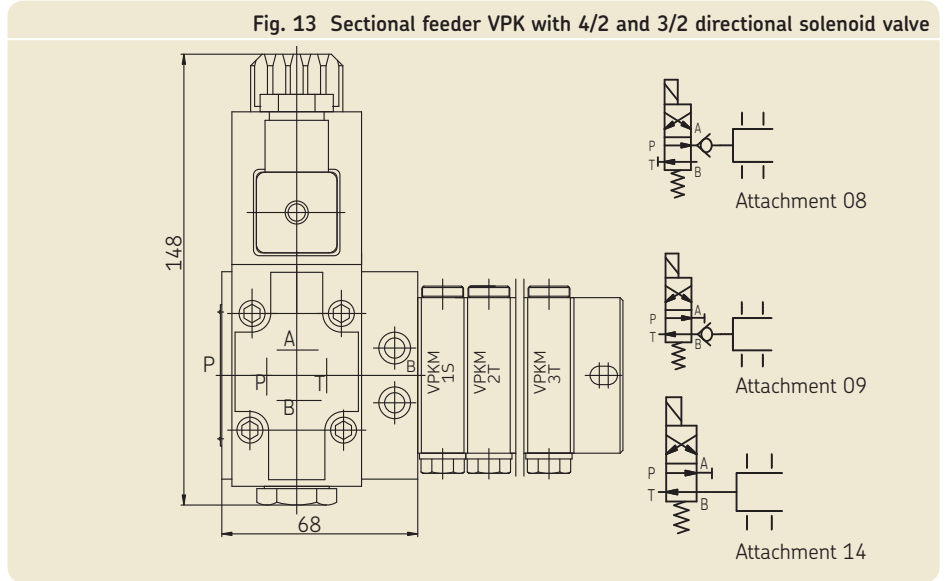 Fig. 13 Sectional feeder VPK with 4/2 and 3/2 directional solenoid valve
148
P
A
P
T
B
B
VPKM
1S
VPKM
2T
VPKM
3T
68
A
P
T
B
Attachment 08
A
P
T
B
Attachment 09
A
P
T
B
Attachment 14